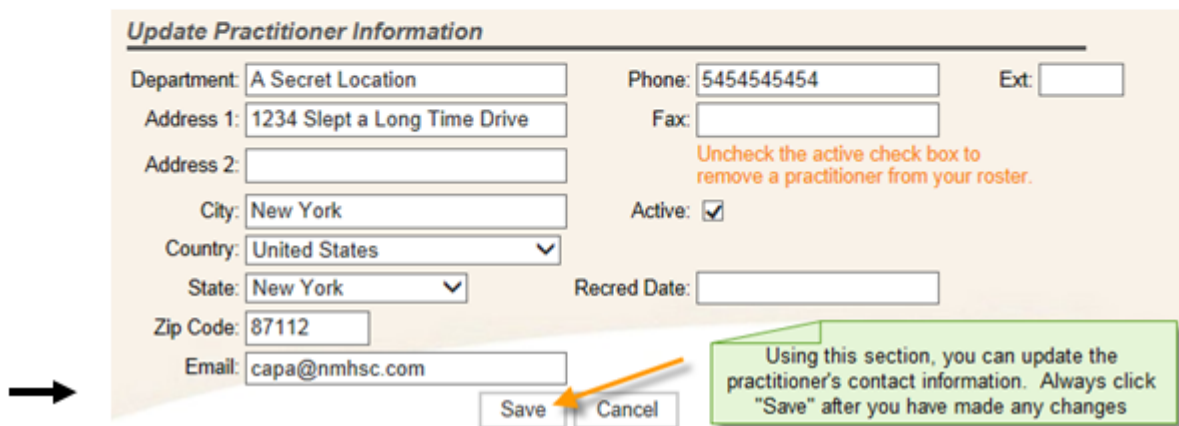 Update Practitioner Information
Department: A Secret Location Phone: 5454545454 Ext:
Address 1: 1234 Slept a Long Time Drive Fax:
Address 2: Uncheck the active check box to
remove a practitioner from your roster.
City: New York Active:
Country: United States
State: New York Recred Date:
Zip Code: 87112
Email: capa@nmhsc.com
Save Cancel
Using this section, you can update the
practitioner's contact information. Always click
"Save" after you have made any changes